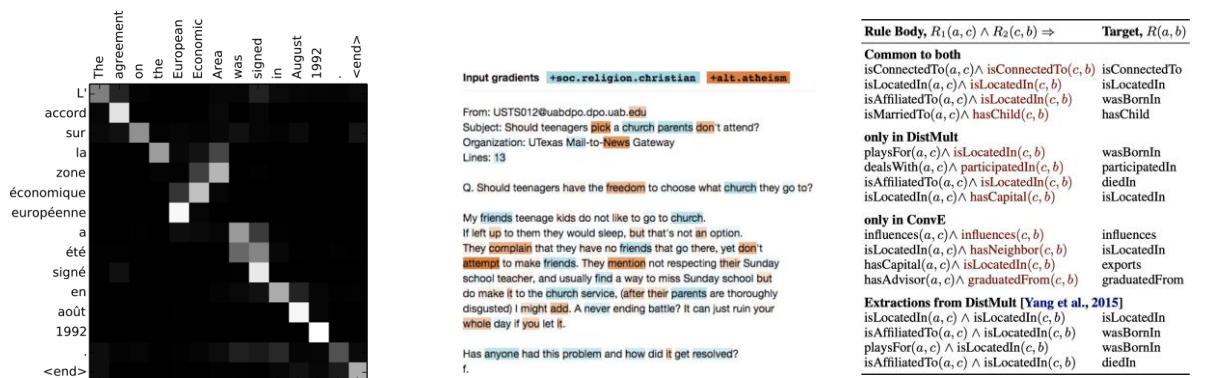 The
agreement
on
the
European
Economic
Area
was
signed
in
August
1992
.
<end>
L'
accord
sur
la
zone
économique
européenne
a
été
signé
en
août
1992
.
<end>
Input gradients +soc.religion.christian +alt.atheism
From: USTS012@uabdpo.dpo.uab.edu
Subject: Should teenagers pick a church parents don't attend?
Organization: UTexas Mail-to-News Gateway
Lines: 13
Q. Should teenagers have the freedom to choose what church they go to?
My friends teenage kids do not like to go to church.
If left up to them they would sleep, but that's not an option.
They complain that they have no friends that go there, yet don't
attempt to make friends. They mention not respecting their Sunday
school teacher, and usually find a way to miss Sunday school but
do make it to the church service, (after their parents are thoroughly
disgusted) I might add. A never ending battle? It can just ruin your
whole day if you let it.
Has anyone had this problem and how did it get resolved?
f.
Rule Body, R₁(a, c) ∧ R₂(c, b) ⇒ Target, R(a, b)
Common to both
isConnectedTo(a, c)∧ isConnectedTo(c, b) isConnectedTo
isLocatedIn(a, c)∧ isLocatedIn(c, b) isLocatedIn
isAffiliatedTo(a, c)∧ isLocatedIn(c, b) wasBornIn
isMarriedTo(a, c)∧ hasChild(c, b) hasChild
only in DistMult
playsFor(a, c)∧ isLocatedIn(c, b) wasBornIn
dealsWith(a, c)∧ participatedIn(c, b) participatedIn
isAffiliatedTo(a, c)∧ isLocatedIn(c, b) diedIn
isLocatedIn(a, c)∧ hasCapital(c, b) isLocatedIn
only in ConvE
influences(a, c)∧ influences(c, b) influences
isLocatedIn(a, c)∧ hasNeighbor(c, b) isLocatedIn
hasCapital(a, c)∧ isLocatedIn(c, b) exports
hasAdvisor(a, c)∧ graduatedFrom(c, b) graduatedFrom
Extractions from DistMult [Yang et al., 2015]
isLocatedIn(a, c)∧ isLocatedIn(c, b) isLocatedIn
isAffiliatedTo(a, c)∧ isLocatedIn(c, b) wasBornIn
playsFor(a, c)∧ isLocatedIn(c, b) wasBornIn
isAffiliatedTo(a, c)∧ isLocatedIn(c, b) diedIn